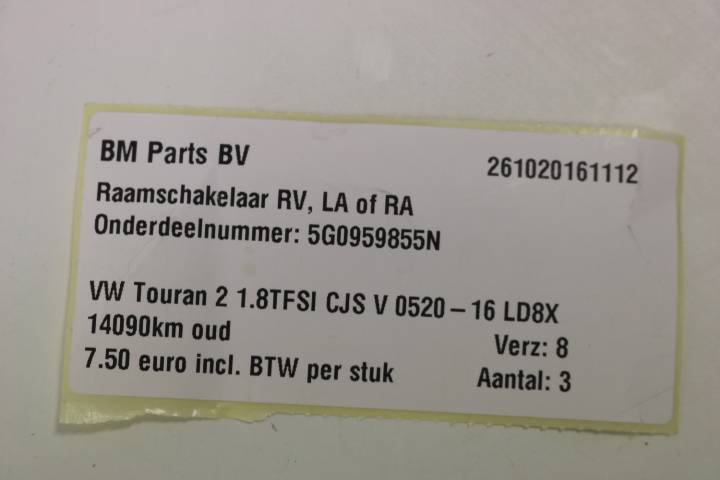 BM Parts BV
261020161112
Raamschakelaar RV, LA of RA
Onderdeelnummer: 5G0959855N
VW Touran 2 1.8TFSI CJS V 0520 – 16 LD8X
14090km oud
Verz: 8
7.50 euro incl. BTW per stuk
Aantal: 3